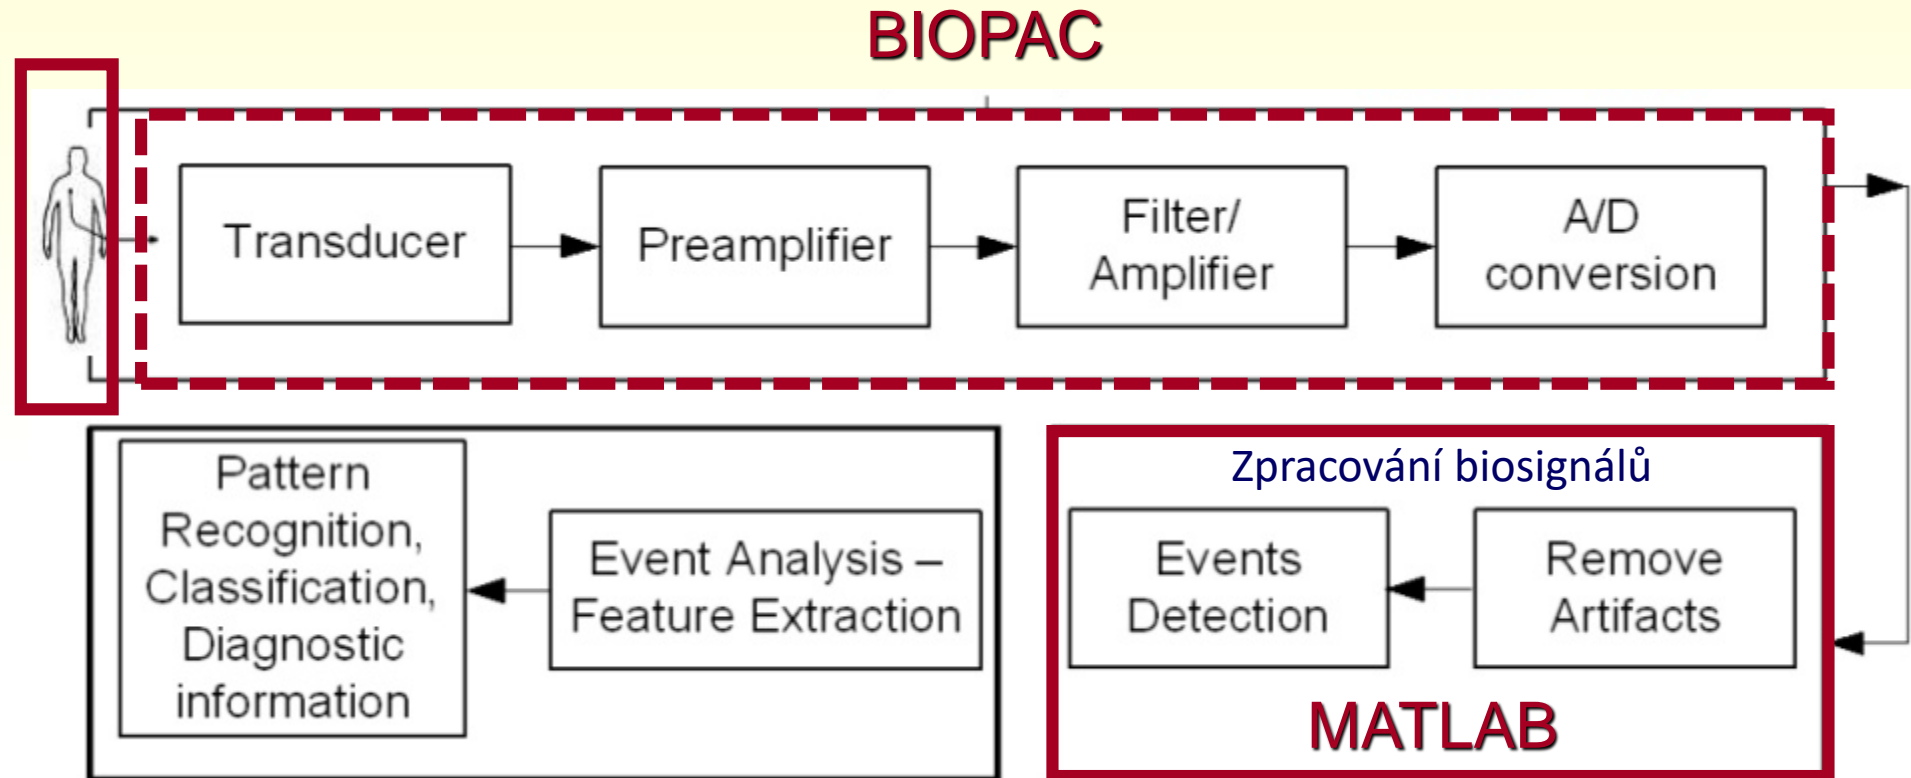 BIOPAC
Transducer
Preamplifier
Filter/
Amplifier
A/D
conversion
Pattern
Recognition,
Classification,
Diagnostic
information
Event Analysis –
Feature Extraction
Zpracování biosignálů
Events
Detection
Remove
Artifacts
MATLAB